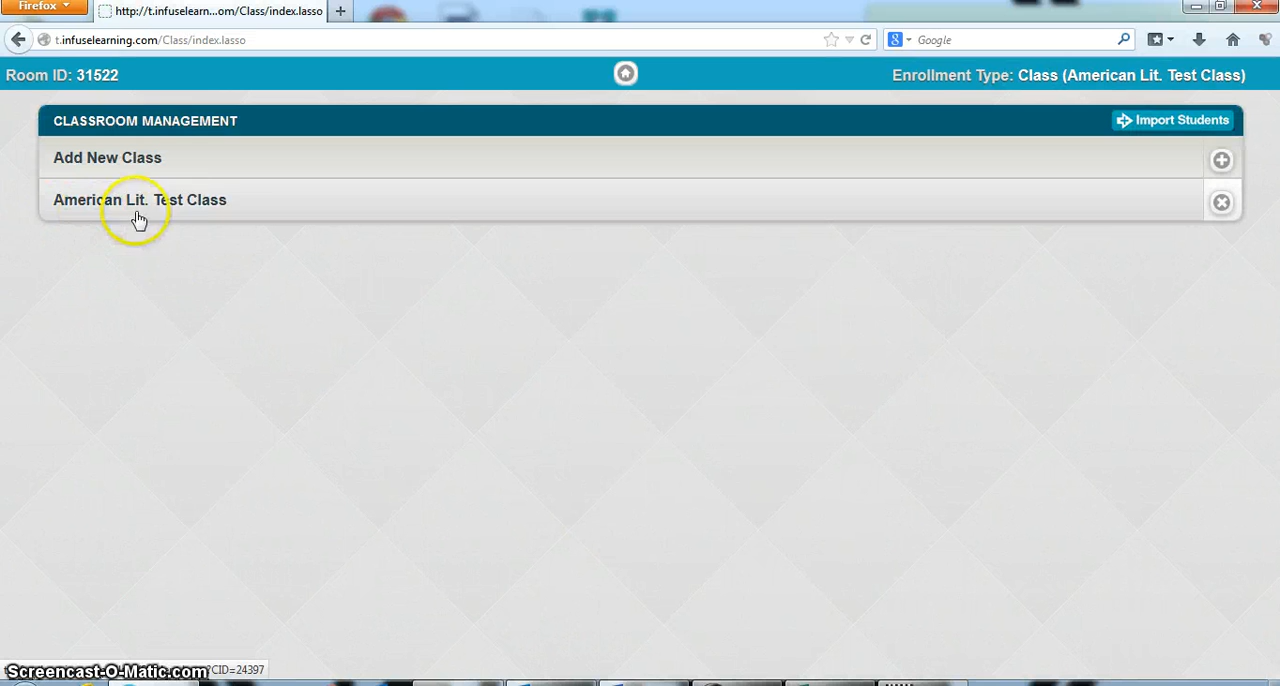 Firefox
http://t.infuselearn...om/Class/index.lasso
t.infuselearning.com/Class/index.lasso
Google
Room ID: 31522
Enrollment Type: Class (American Lit. Test Class)
CLASSROOM MANAGEMENT
Import Students
Add New Class
American Lit. Test Class
Screencast-O-Matic.com
?CID=24397